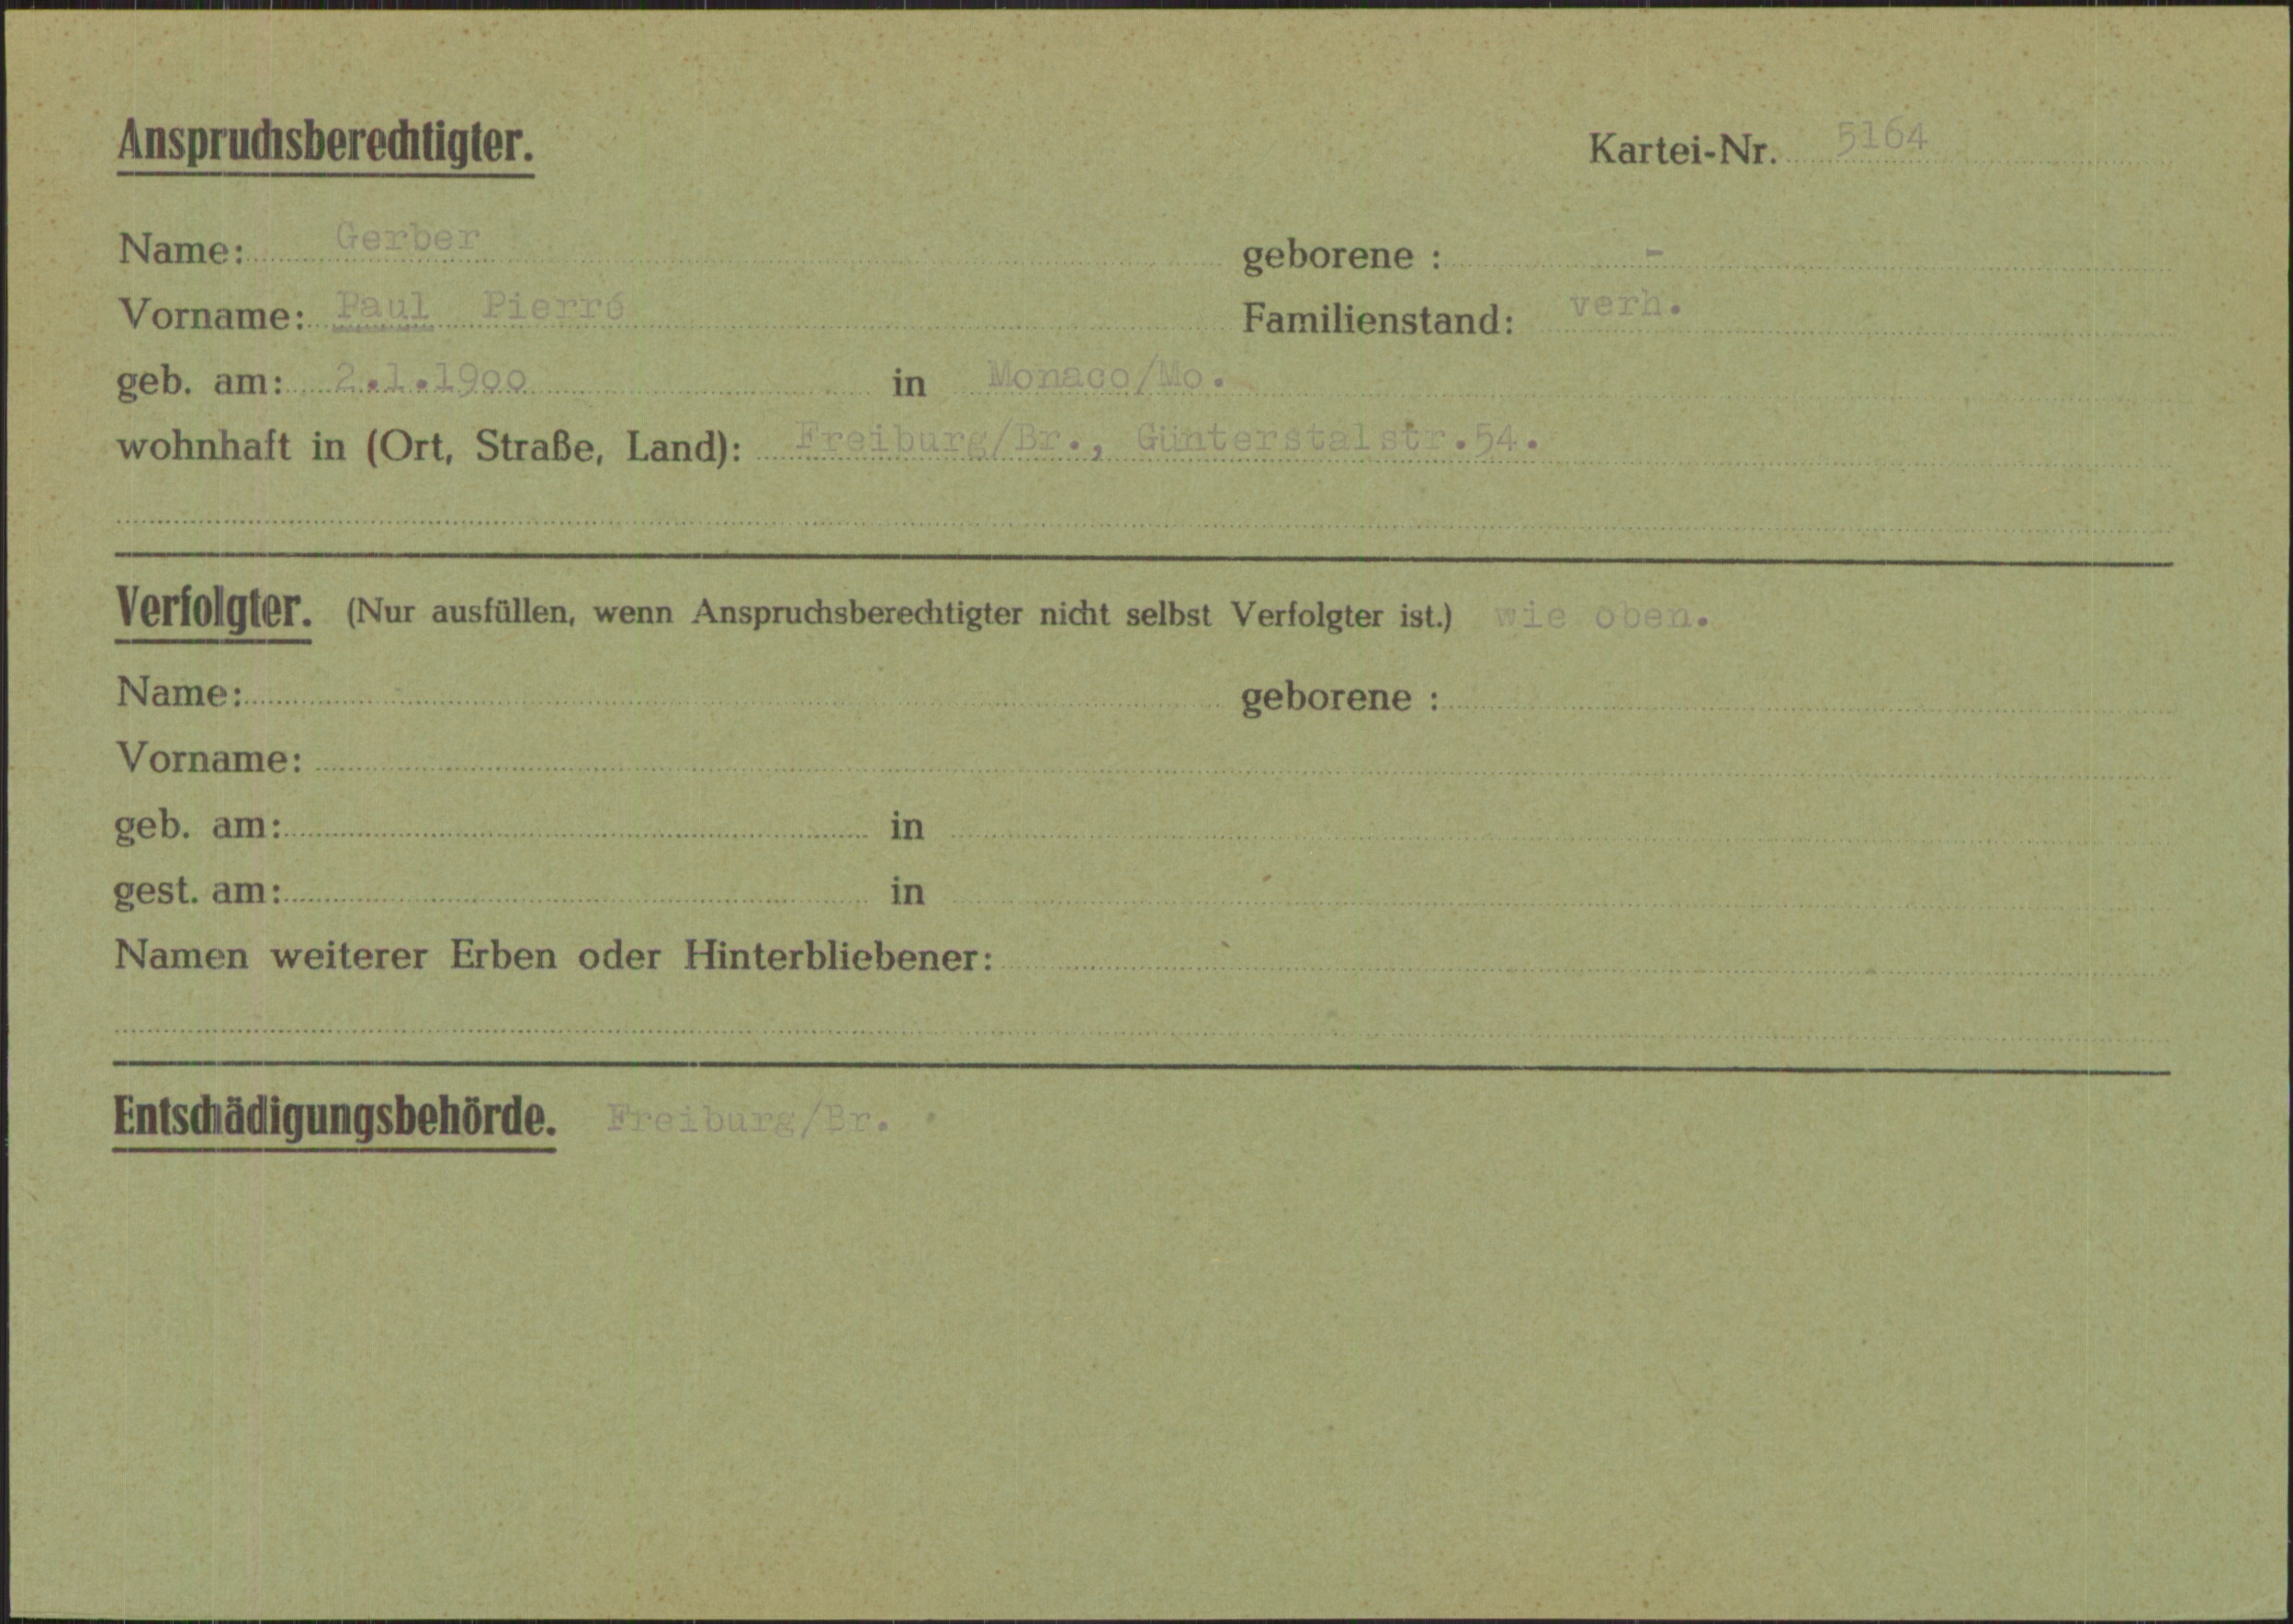 Anspruchsberechtigter.
Kartei-Nr. 5164
Name: Gerber geborene : -
Vorname: Paul Pierré Familienstand: verh.
geb. am: 2.1.1900 in Monaco/Mo.
wohnhaft in (Ort, Straße, Land): Freiburg/Br., Günterstalstr.54.
Verfolgter. (Nur ausfüllen, wenn Anspruchsberechtigter nicht selbst Verfolgter ist.) wie oben.
Name: geborene :
Vorname:
geb. am: in
gest. am: in
Namen weiterer Erben oder Hinterbliebener:
Entschädigungsbehörde. Freiburg/Br.